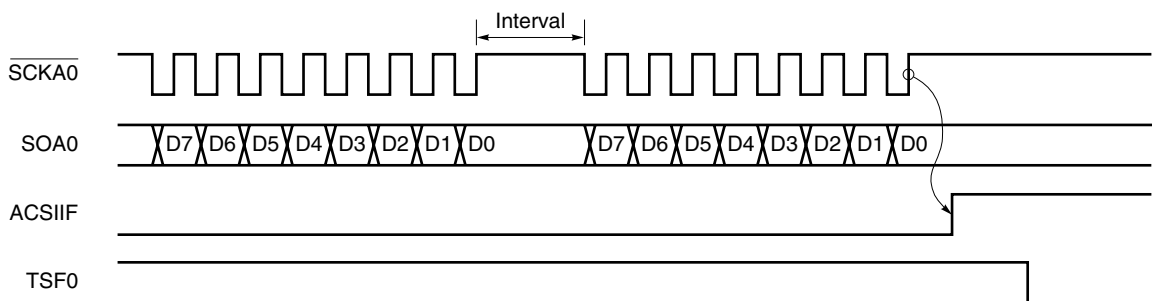 Interval
SCKA0
SOA0 D7 D6 D5 D4 D3 D2 D1 D0 D7 D6 D5 D4 D3 D2 D1 D0
ACSIIF
TSF0